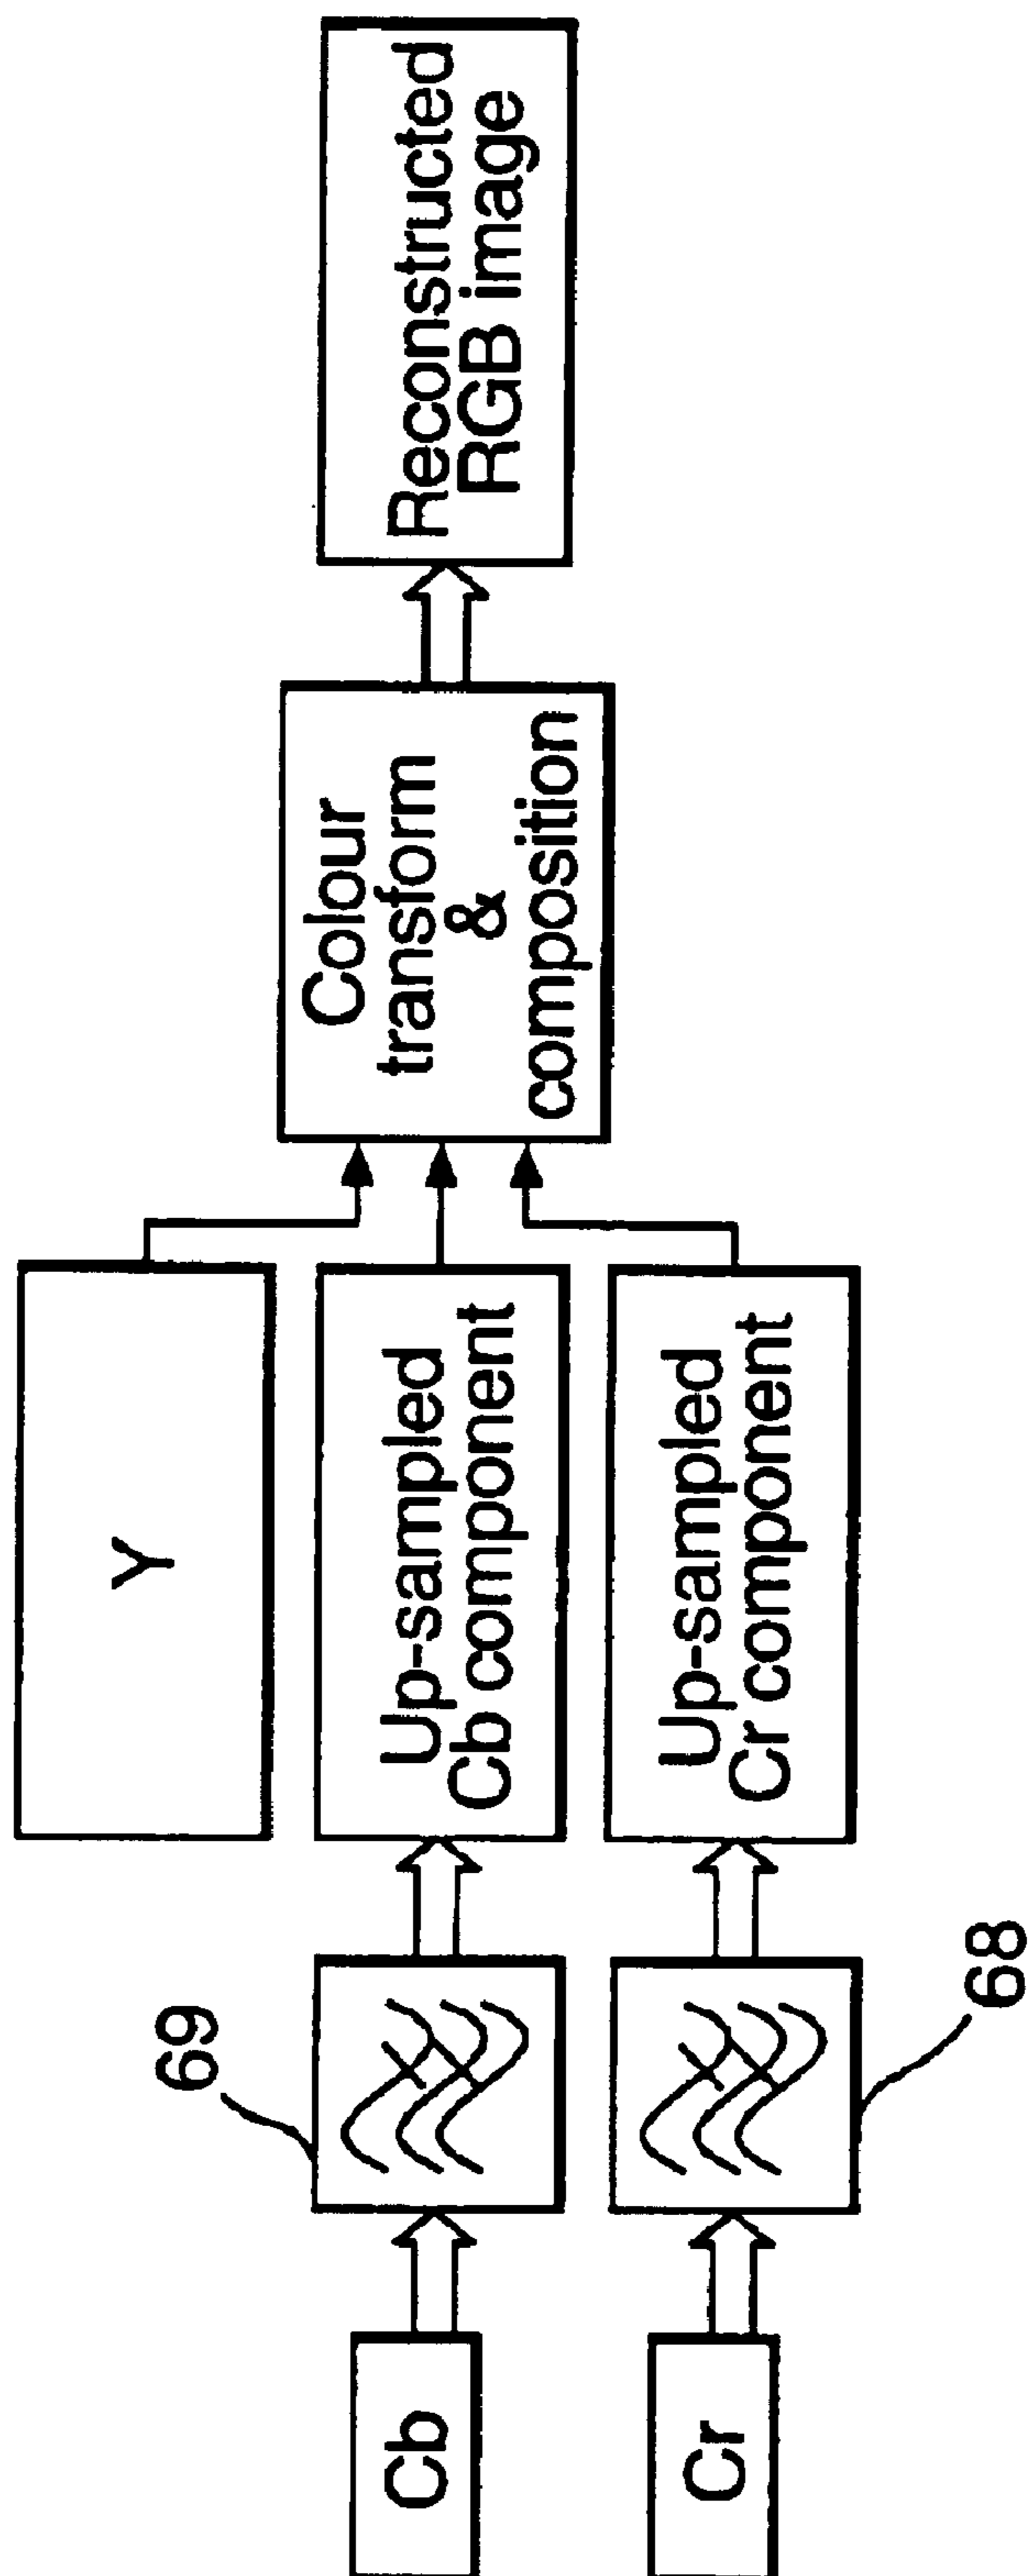 Y
69
Cb
Up-sampled
Cb component
Colour
transform
&
composition
Reconstructed
RGB image
Cr
Up-sampled
Cr component
68